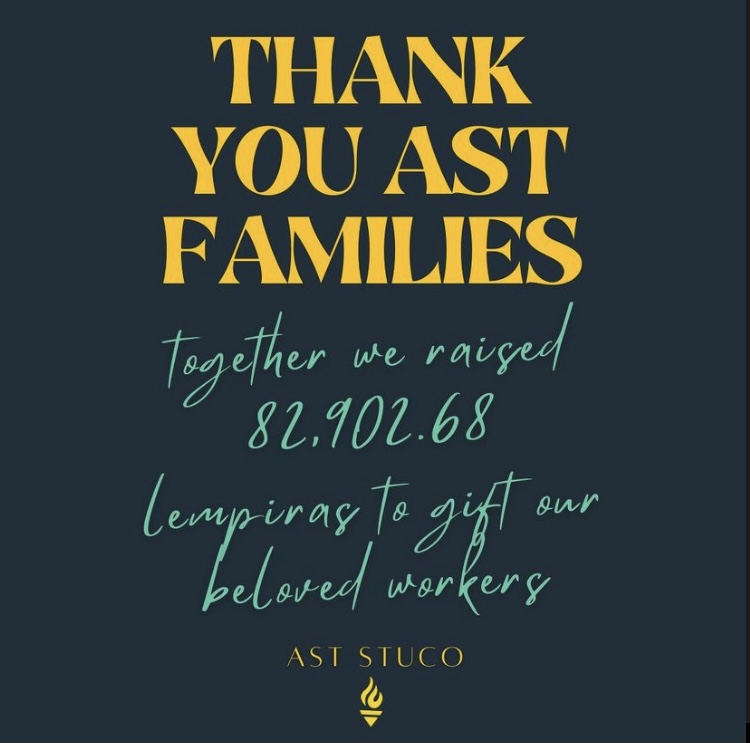 THANK
YOU AST
FAMILIES
together we raised
82,902.68
Lempiras to gift our
beloved workers
AST STUCO